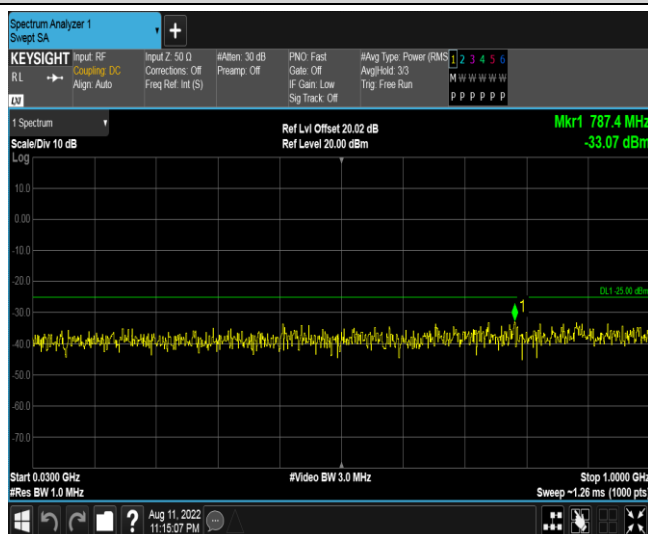 Spectrum Analyzer 1
Swept SA
+
KEYSIGHT
RL
LXI
Input: RF
Coupling: DC
Align: Auto
Input Z: 50 Ω
Corrections: Off
Freq Ref: Int (S)
#Atten: 30 dB
Preamp: Off
PNO: Fast
Gate: Off
IF Gain: Low
Sig Track: Off
#Avg Type: Power (RMS
Avg|Hold: 3/3
Trig: Free Run
1 2 3 4 5 6
M W W W W W
P P P P P P
1 Spectrum
Scale/Div 10 dB
Log
Ref Lvl Offset 20.02 dB
Ref Level 20.00 dBm
Mkr1 787.4 MHz
-33.07 dBm
10.0
0.00
-10.0
-20.0
DL1 -25.00 dBm
-30.0
1
-40.0
-50.0
-60.0
-70.0
Start 0.0300 GHz
#Res BW 1.0 MHz
#Video BW 3.0 MHz
Stop 1.0000 GHz
Sweep ~1.26 ms (1000 pts)
?
Aug 11, 2022
11:15:07 PM